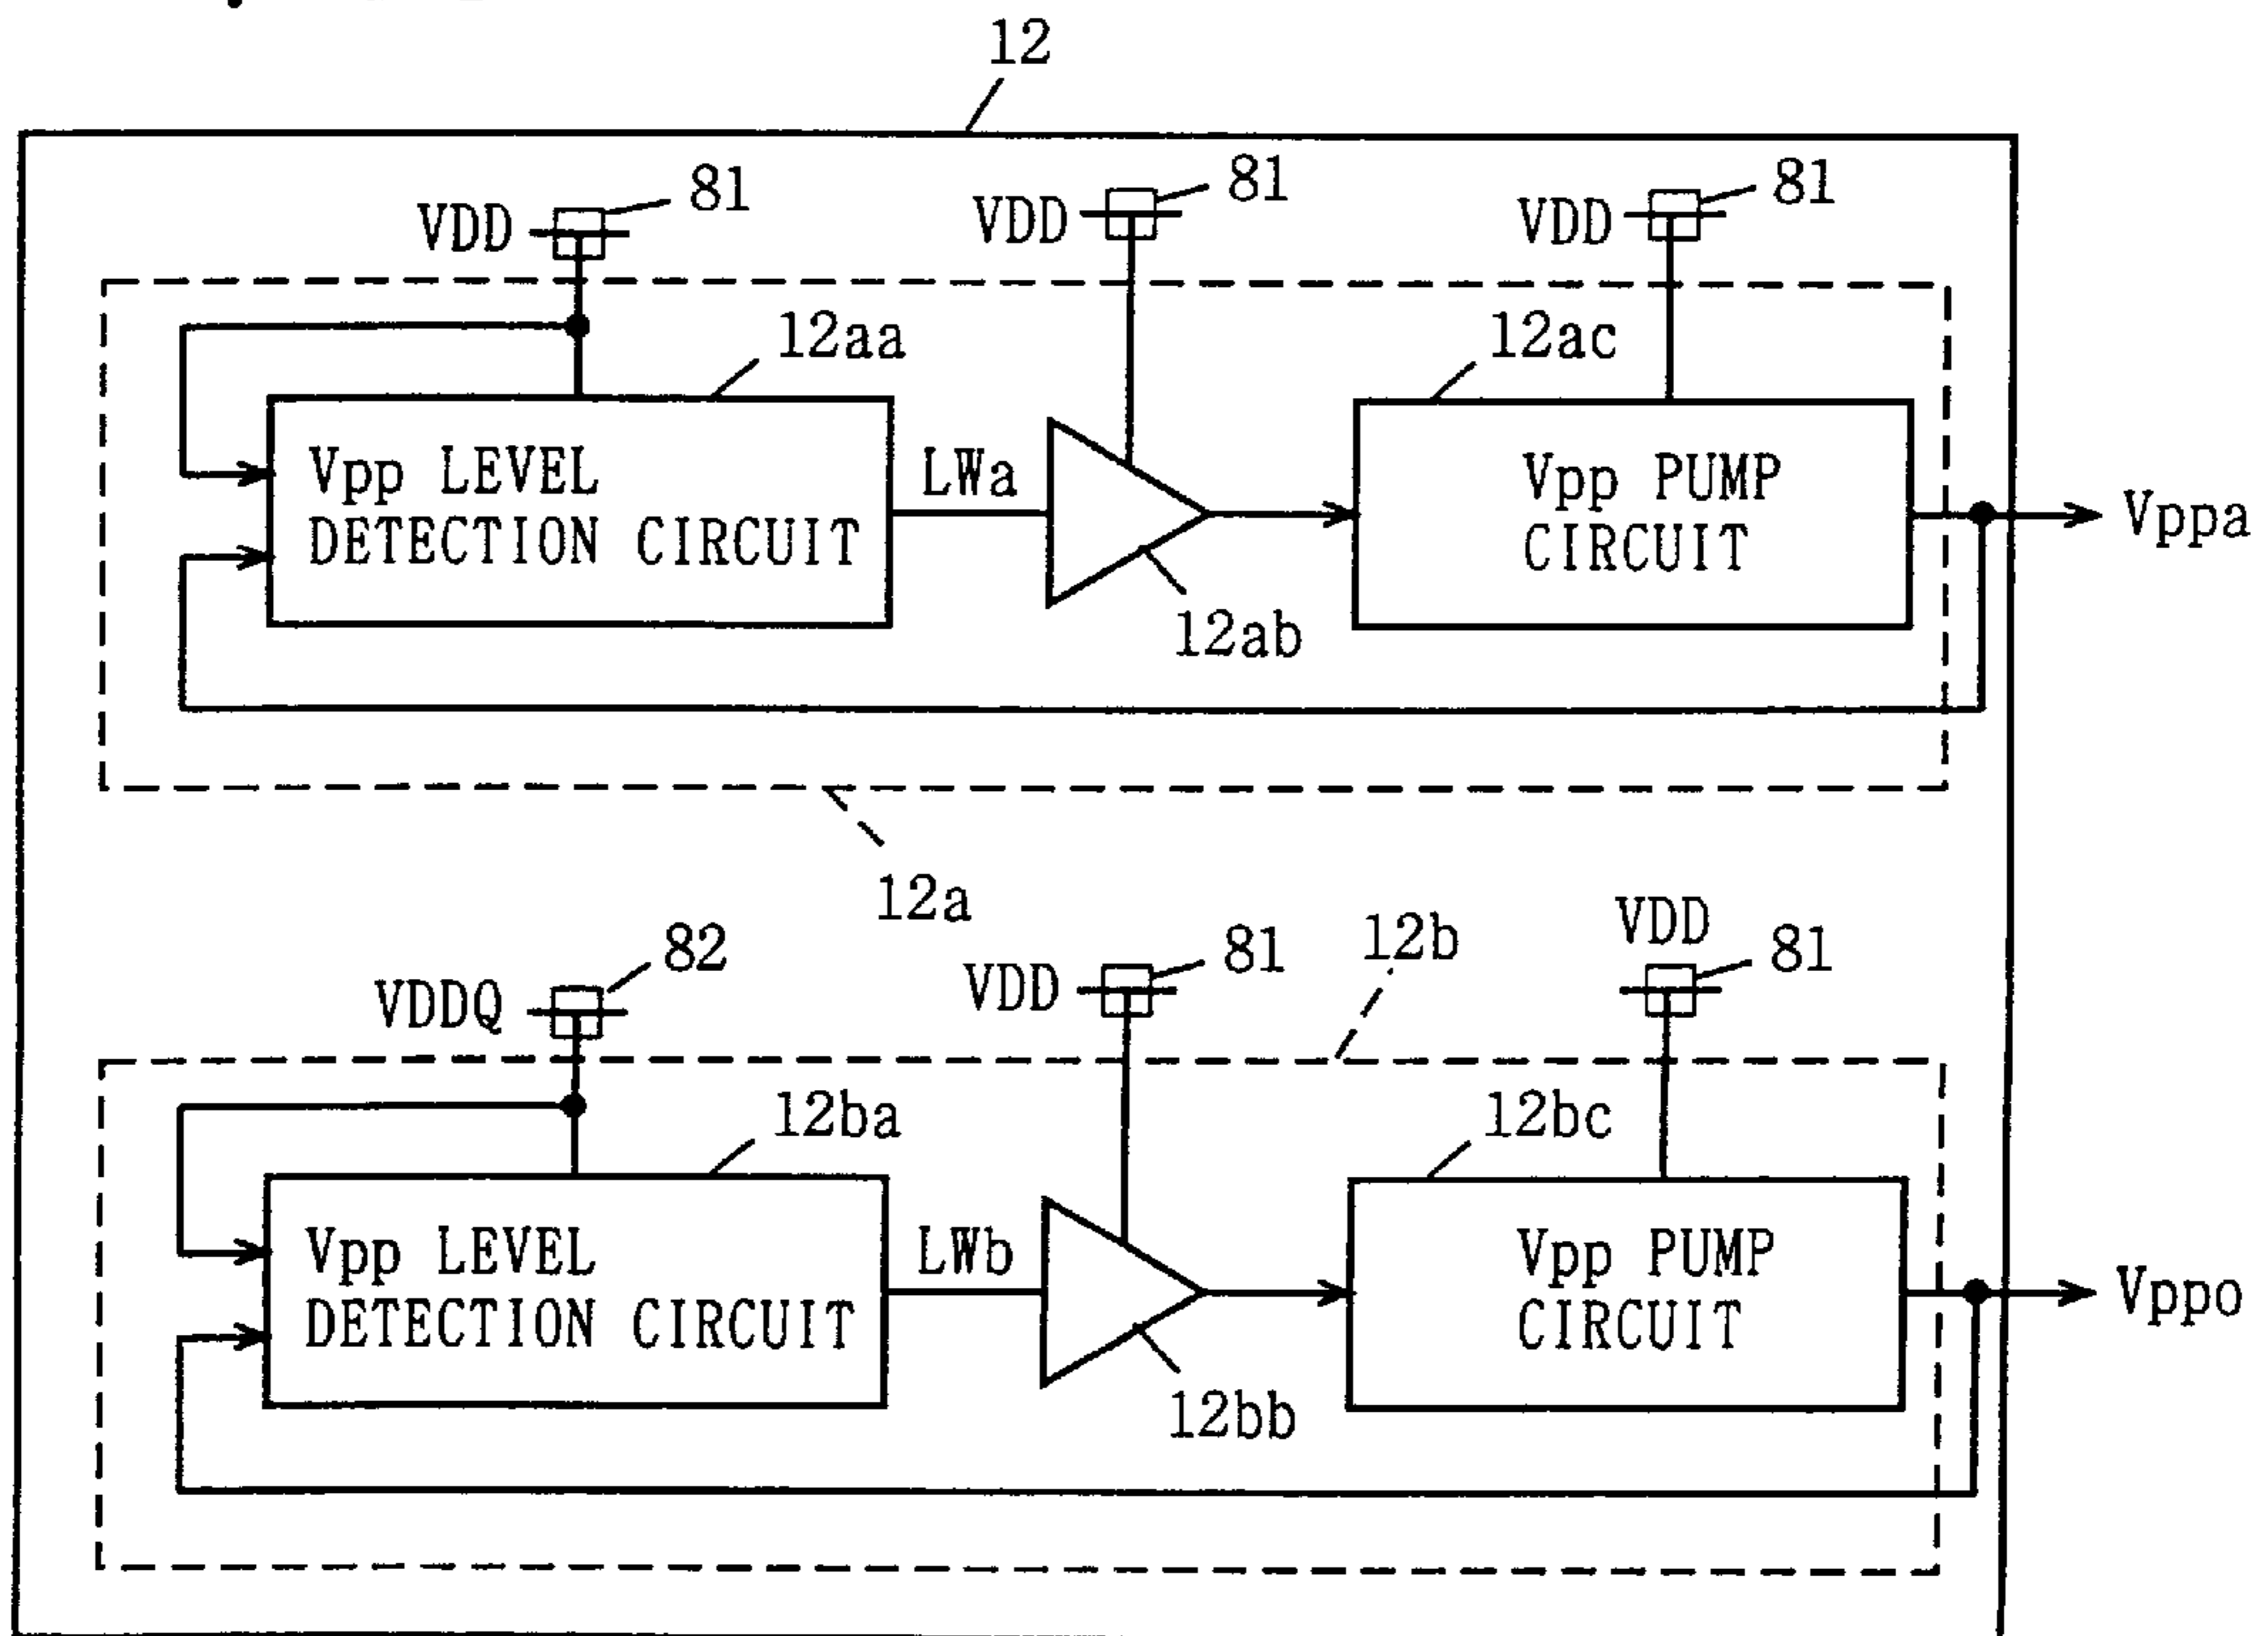 12
VDD 81
VDD 81
VDD 81
12aa
12ac
Vpp LEVEL
DETECTION CIRCUIT
LWa
Vpp PUMP
CIRCUIT
Vppa
12ab
12a
VDDQ 82
VDD 81
12b
VDD
81
12ba
12bc
Vpp LEVEL
DETECTION CIRCUIT
LWb
Vpp PUMP
CIRCUIT
Vppo
12bb